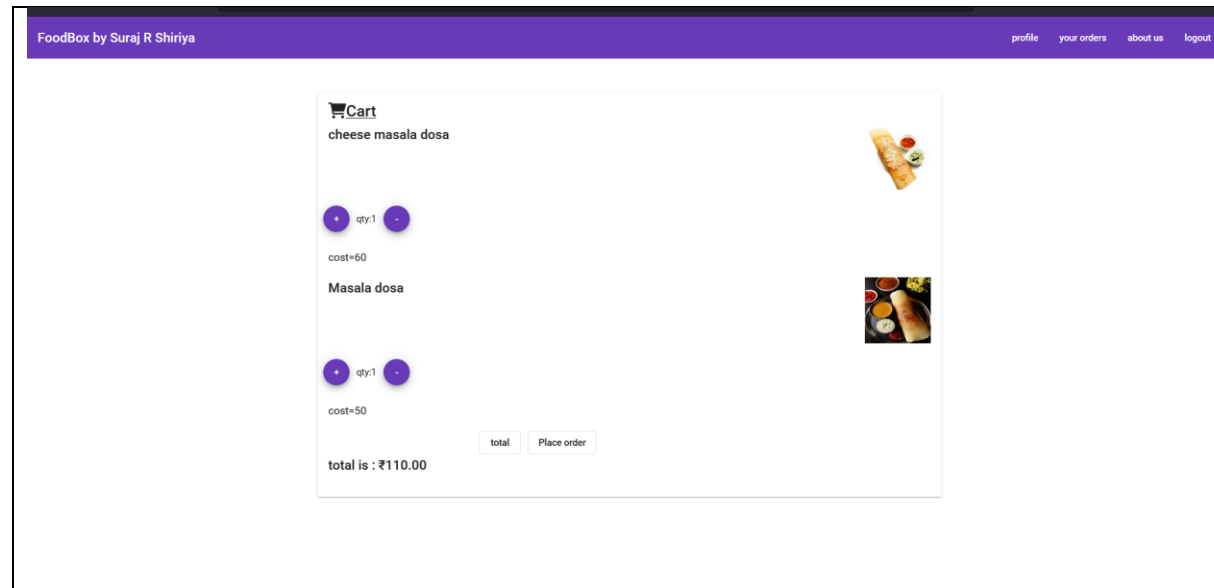 FoodBox by Suraj R Shiriya profile your orders about us logout
Cart
cheese masala dosa
+ qty:1 -
cost=60
Masala dosa
+ qty:1 -
cost=50
total Place order
total is : ₹110.00